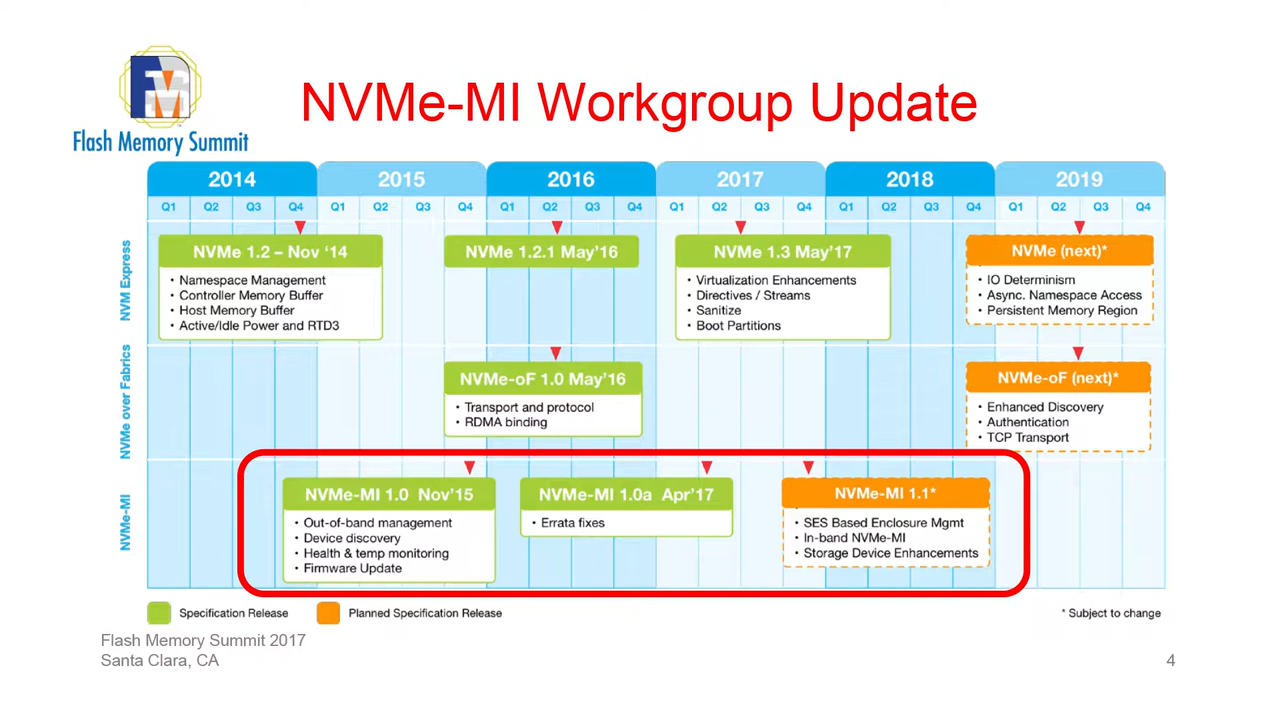 NVMe-MI Workgroup Update
Flash Memory Summit
2014 2015 2016 2017 2018 2019
Q1 Q2 Q3 Q4 Q1 Q2 Q3 Q4 Q1 Q2 Q3 Q4 Q1 Q2 Q3 Q4 Q1 Q2 Q3 Q4 Q1 Q2 Q3 Q4
NVM Express
NVMe 1.2 – Nov ‘14
• Namespace Management
• Controller Memory Buffer
• Host Memory Buffer
• Active/Idle Power and RTD3
NVMe 1.2.1 May’16
NVMe 1.3 May’17
• Virtualization Enhancements
• Directives / Streams
• Sanitize
• Boot Partitions
NVMe (next)*
• IO Determinism
• Async. Namespace Access
• Persistent Memory Region
NVMe over Fabrics
NVMe-oF 1.0 May’16
• Transport and protocol
• RDMA binding
NVMe-oF (next)*
• Enhanced Discovery
• Authentication
• TCP Transport
NVMe-MI
NVMe-MI 1.0 Nov’15
• Out-of-band management
• Device discovery
• Health & temp monitoring
• Firmware Update
NVMe-MI 1.0a Apr’17
• Errata fixes
NVMe-MI 1.1*
• SES Based Enclosure Mgmt
• In-band NVMe-MI
• Storage Device Enhancements
Specification Release
Planned Specification Release
* Subject to change
Flash Memory Summit 2017
Santa Clara, CA
4